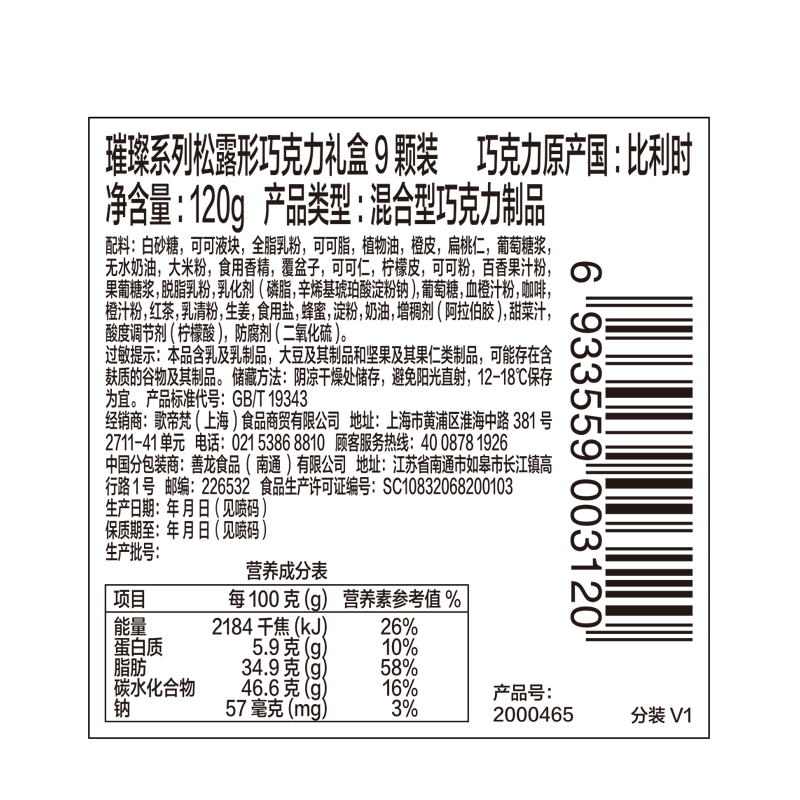 璀璨系列松露形巧克力礼盒 9 颗装 巧克力原产国：比利时
净含量：120g 产品类型：混合型巧克力制品
配料：白砂糖，可可液块，全脂乳粉，可可脂，植物油，橙皮，扁桃仁，葡萄糖浆，
无水奶油，大米粉，食用香精，覆盆子，可可仁，柠檬皮，可可粉，百香果汁粉，
果葡糖浆，脱脂乳粉，乳化剂（磷脂，辛烯基琥珀酸淀粉钠），葡萄糖，血橙汁粉，咖啡，
橙汁粉，红茶，乳清粉，生姜，食用盐，蜂蜜，淀粉，奶油，增稠剂（阿拉伯胶），甜菜汁，
酸度调节剂（柠檬酸），防腐剂（二氧化硫）。
过敏提示：本品含乳及乳制品，大豆及其制品和坚果及其果仁类制品，可能存在含
麸质的谷物及其制品。储藏方法：阴凉干燥处储存，避免阳光直射，12-18℃保存
为宜。产品标准代号：GB/T 19343
经销商：歌帝梵（上海）食品商贸有限公司 地址：上海市黄浦区淮海中路 381 号
2711-41 单元 电话：021 5386 8810 顾客服务热线：40 0878 1926
中国分包装商：善龙食品（南通）有限公司 地址：江苏省南通市如皋市长江镇高
行路 1 号 邮编：226532 食品生产许可证编号：SC10832068200103
生产日期：年 月 日（见喷码）
保质期至：年 月 日（见喷码）
生产批号：
营养成分表
项目 每 100 克 (g) 营养素参考值 %
能量 2184 千焦 (kJ) 26%
蛋白质 5.9 克 (g) 10%
脂肪 34.9 克 (g) 58%
碳水化合物 46.6 克 (g) 16%
钠 57 毫克 (mg) 3%
6 933559 003120
产品号：
2000465 分装 V1